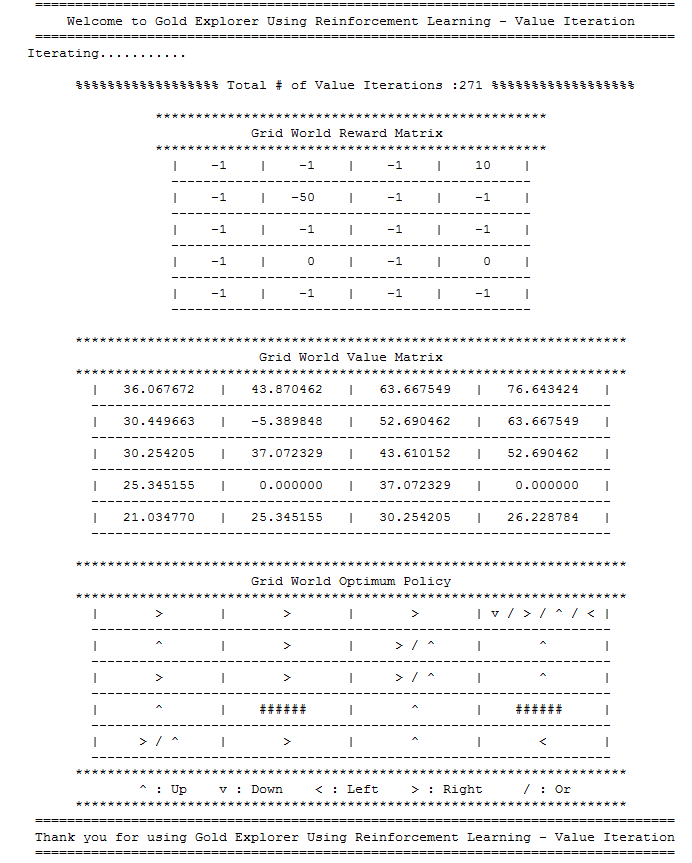 ================================================================================
Welcome to Gold Explorer Using Reinforcement Learning - Value Iteration
================================================================================
Iterating...........
%%%%%%%%%%%%%%%%%% Total # of Value Iterations :271 %%%%%%%%%%%%%%%%%%
*************************************************
Grid World Reward Matrix
*************************************************
| -1 | -1 | -1 | 10 |
---------------------------------------------
| -1 | -50 | -1 | -1 |
---------------------------------------------
| -1 | -1 | -1 | -1 |
---------------------------------------------
| -1 | 0 | -1 | 0 |
---------------------------------------------
| -1 | -1 | -1 | -1 |
---------------------------------------------
*********************************************************************
Grid World Value Matrix
*********************************************************************
| 36.067672 | 43.870462 | 63.667549 | 76.643424 |
-----------------------------------------------------------------
| 30.449663 | -5.389848 | 52.690462 | 63.667549 |
-----------------------------------------------------------------
| 30.254205 | 37.072329 | 43.610152 | 52.690462 |
-----------------------------------------------------------------
| 25.345155 | 0.000000 | 37.072329 | 0.000000 |
-----------------------------------------------------------------
| 21.034770 | 25.345155 | 30.254205 | 26.228784 |
-----------------------------------------------------------------
*********************************************************************
Grid World Optimum Policy
*********************************************************************
| > | > | > | v / > / ^ / < |
-----------------------------------------------------------------
| ^ | > | > / ^ | ^ |
-----------------------------------------------------------------
| > | > | > / ^ | ^ |
-----------------------------------------------------------------
| ^ | ###### | ^ | ###### |
-----------------------------------------------------------------
| > / ^ | > | ^ | < |
-----------------------------------------------------------------
*********************************************************************
^ : Up v : Down < : Left > : Right / : Or
*********************************************************************
================================================================================
Thank you for using Gold Explorer Using Reinforcement Learning - Value Iteration
================================================================================